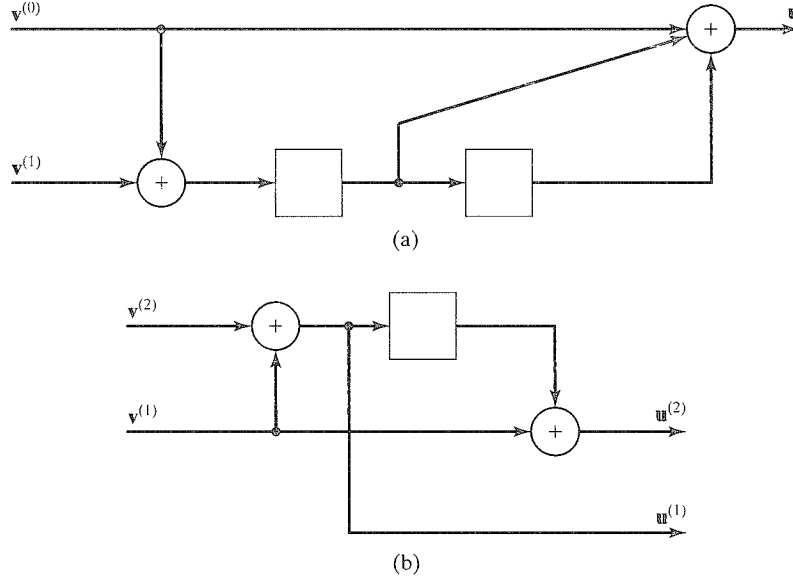 v(0)
u
+
v(1)
+
(a)
v(2)
+
v(1)
u(2)
+
u(1)
(b)